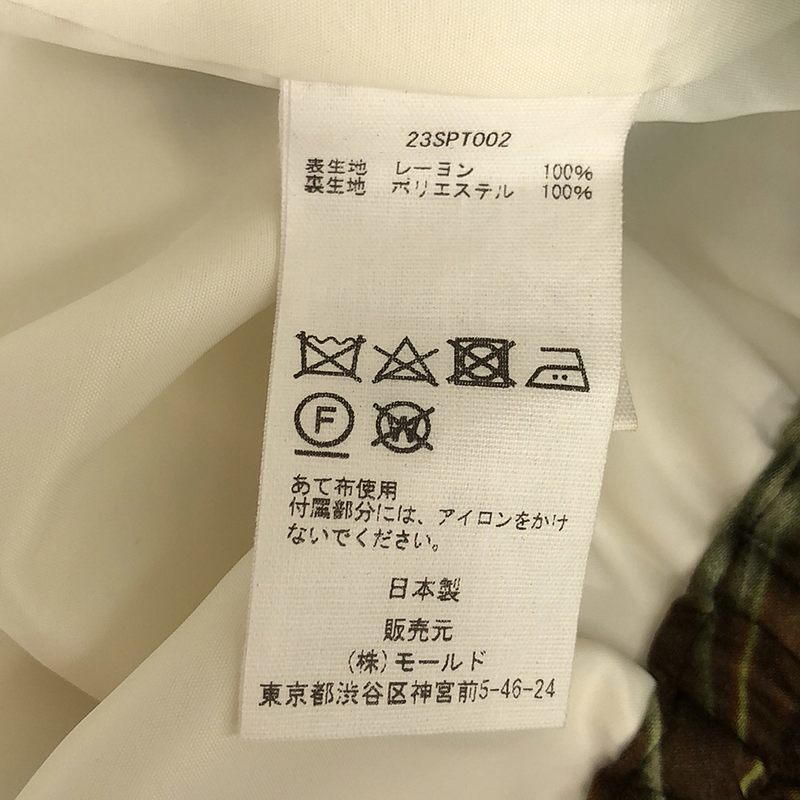 23SPT002
表生地 レーヨン 100%
裏生地 ポリエステル 100%
F
W
あて布使用
付属部分には、アイロンをかけ
ないでください。
日本製
販売元
(株)モールド
東京都渋谷区神宮前5-46-24